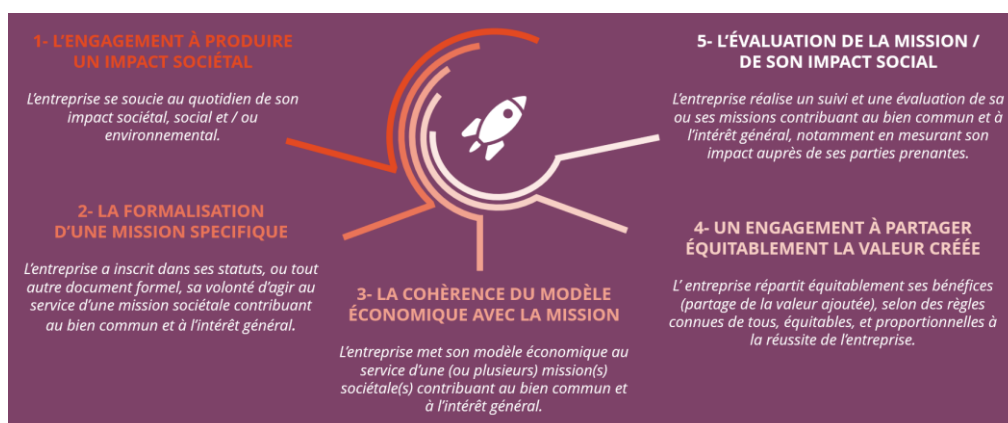 1- L'ENGAGEMENT À PRODUIRE
UN IMPACT SOCIÉTAL
L'entreprise se soucie au quotidien de son
impact sociétal, social et / ou
environnemental.
2- LA FORMALISATION
D'UNE MISSION SPECIFIQUE
L'entreprise a inscrit dans ses statuts, ou tout
autre document formel, sa volonté d'agir au
service d'une mission sociétale contribuant
au bien commun et à l'intérêt général.
3- LA COHÈRENCE DU MODÈLE
ÉCONOMIQUE AVEC LA MISSION
L'entreprise met son modèle économique au
service d'une (ou plusieurs) mission(s)
sociétale(s) contribuant au bien commun et
à l'intérêt général.
4- UN ENGAGEMENT À PARTAGER
ÉQUITABLEMENT LA VALEUR CRÉÉE
L' entreprise répartit équitablement ses bénéfices
(partage de la valeur ajoutée), selon des règles
connues de tous, équitables, et proportionnelles à
la réussite de l'entreprise.
5- L'ÉVALUATION DE LA MISSION /
DE SON IMPACT SOCIAL
L'entreprise réalise un suivi et une évaluation de sa
ou ses missions contribuant au bien commun et à
l'intérêt général, notamment en mesurant son
impact auprès de ses parties prenantes.